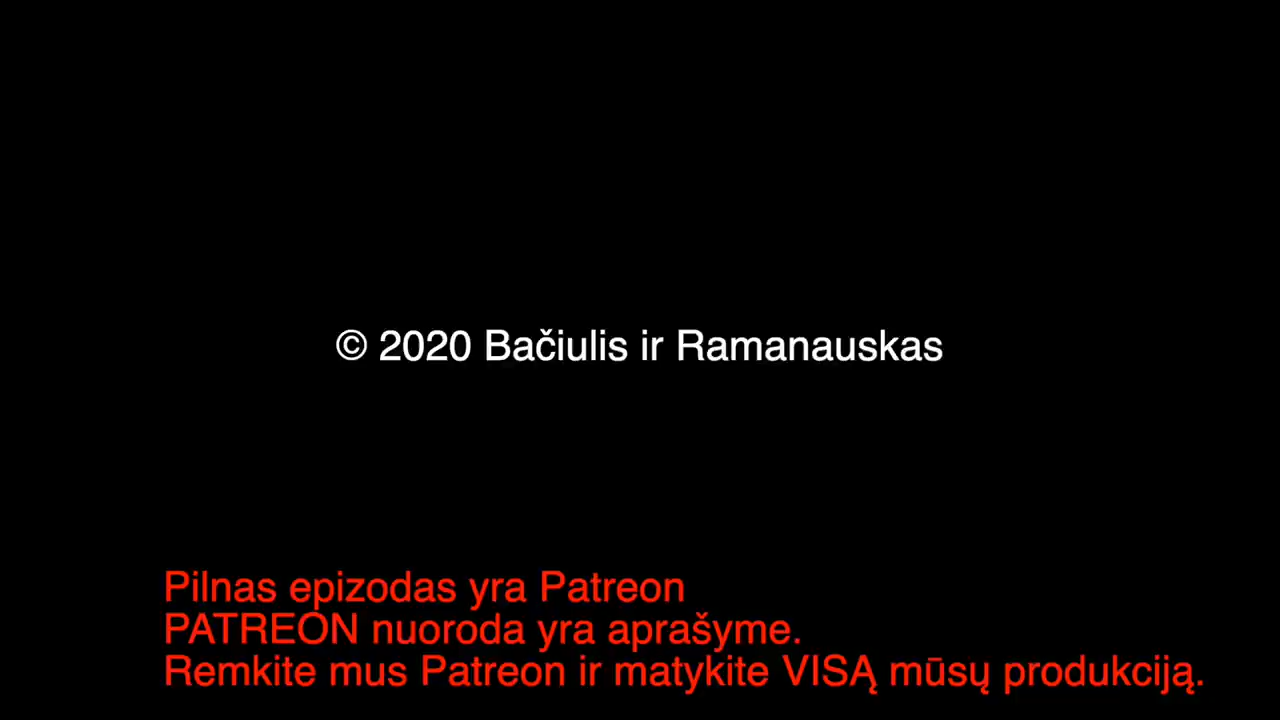 © 2020 Bačiulis ir Ramanauskas
Pilnas epizodas yra Patreon
PATREON nuoroda yra aprašyme.
Remkite mus Patreon ir matykite VISĄ mūsų produkciją.